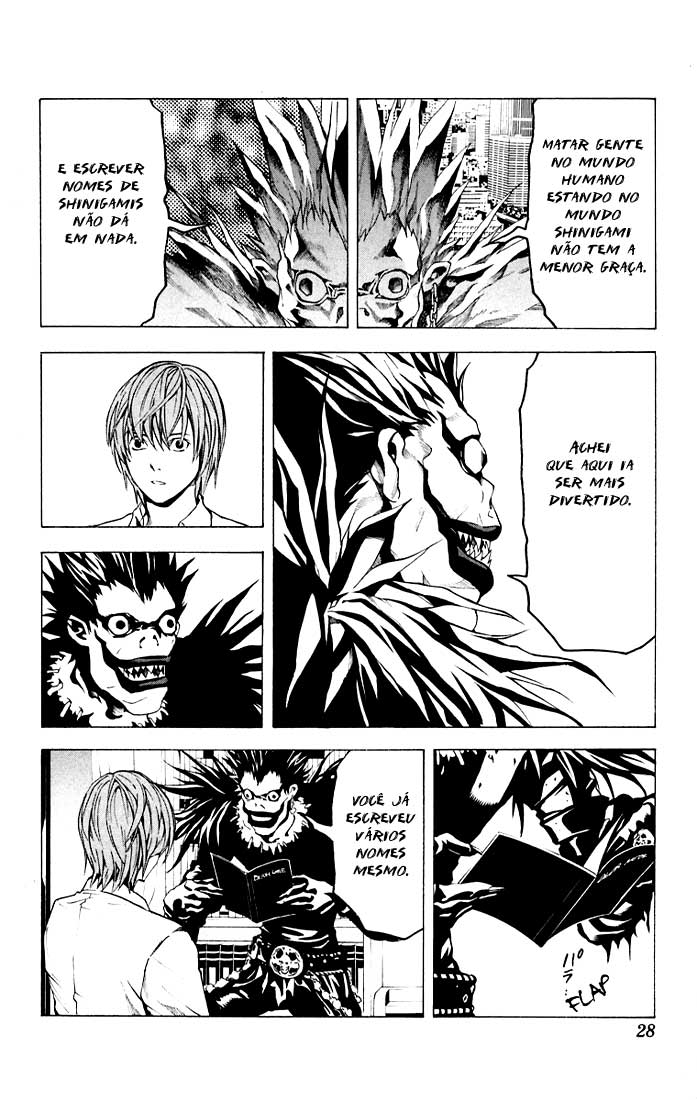 MATAR GENTE
NO MUNDO
HUMANO
ESTANDO NO
MUNDO
SHINIGAMI
NÃO TEM A
MENOR GRAÇA.
E ESCREVER
NOMES DE
SHINIGAMIS
NÃO DÁ
EM NADA.
ACHEI
QUE AQUI IA
SER MAIS
DIVERTIDO.
FLAP
VOCÊ JÁ
ESCREVEU
VÁRIOS
NOMES
MESMO.
DEATH NOTE
28